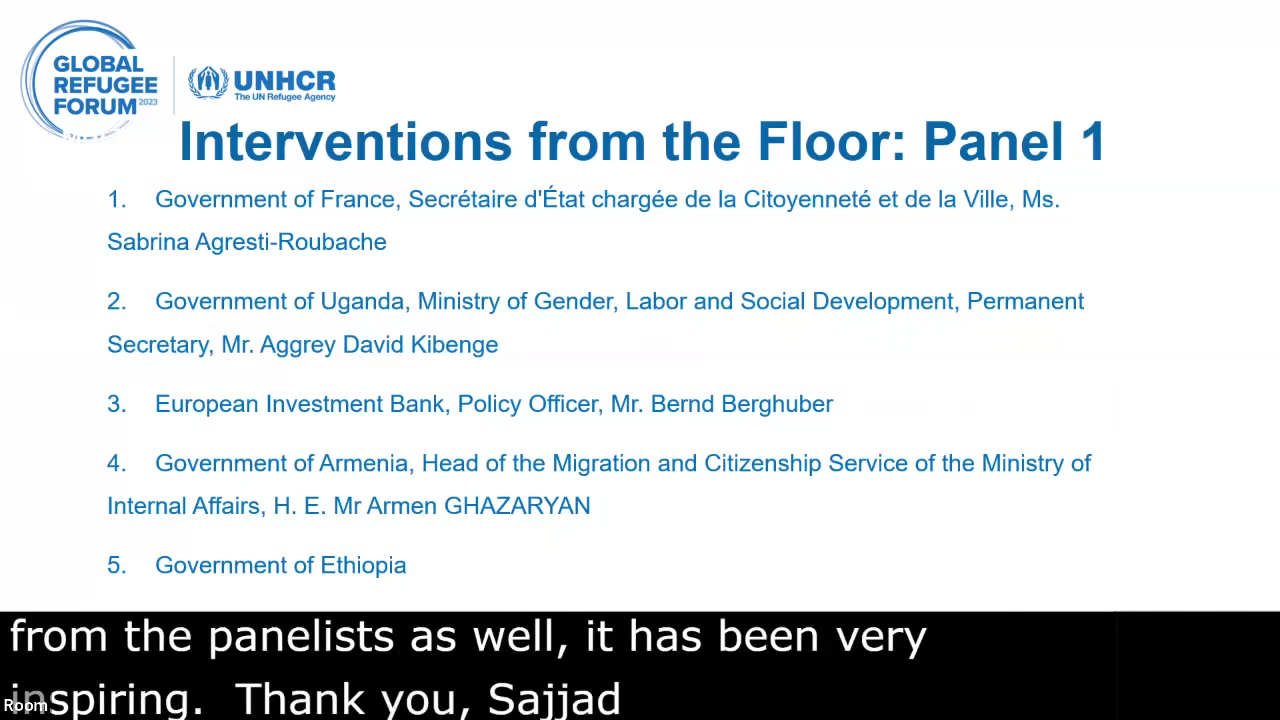 GLOBAL
REFUGEE
FORUM 2023
UNHCR
The UN Refugee Agency
Interventions from the Floor: Panel 1
1. Government of France, Secrétaire d'État chargée de la Citoyenneté et de la Ville, Ms.
Sabrina Agresti-Roubache
2. Government of Uganda, Ministry of Gender, Labor and Social Development, Permanent
Secretary, Mr. Aggrey David Kibenge
3. European Investment Bank, Policy Officer, Mr. Bernd Berghuber
4. Government of Armenia, Head of the Migration and Citizenship Service of the Ministry of
Internal Affairs, H. E. Mr Armen GHAZARYAN
5. Government of Ethiopia
from the panelists as well, it has been very
inspiring. Thank you, Sajjad
Room